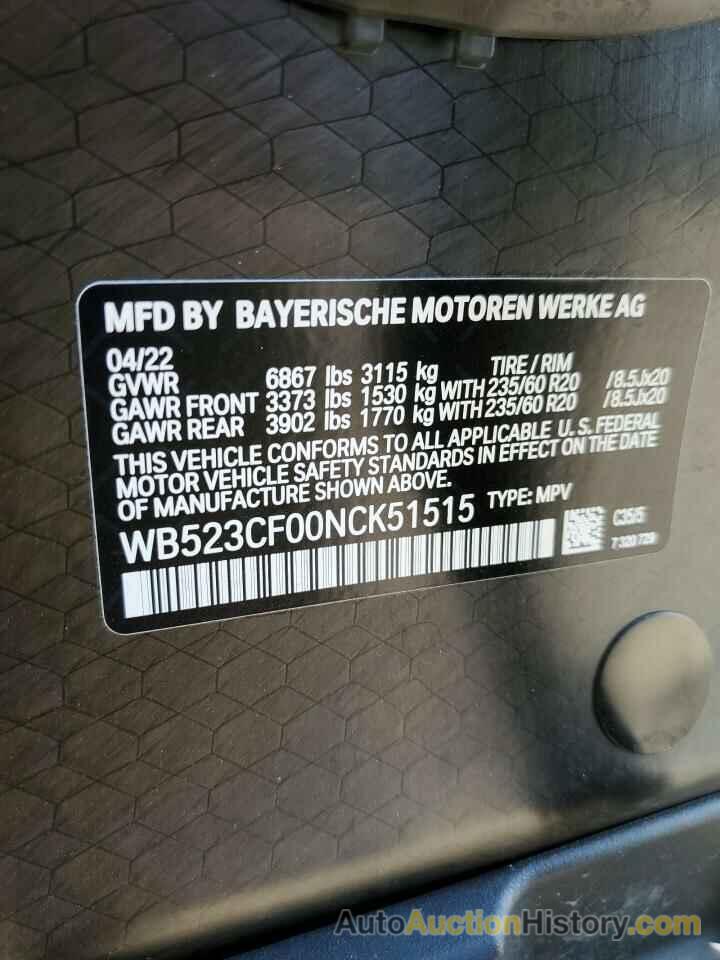 MFD BY BAYERISCHE MOTOREN WERKE AG
04/22 TIRE / RIM
GVWR 6867 lbs 3115 kg
GAWR FRONT 3373 lbs 1530 kg WITH 235/60 R20 /8.5Jx20
GAWR REAR 3902 lbs 1770 kg WITH 235/60 R20 /8.5Jx20
THIS VEHICLE CONFORMS TO ALL APPLICABLE U.S. FEDERAL
MOTOR VEHICLE SAFETY STANDARDS IN EFFECT ON THE DATE
OF MANUFACTURE SHOWN ABOVE.
WB523CF00NCK51515 TYPE: MPV
C35/5
7320729
AutoAuctionHistory.com